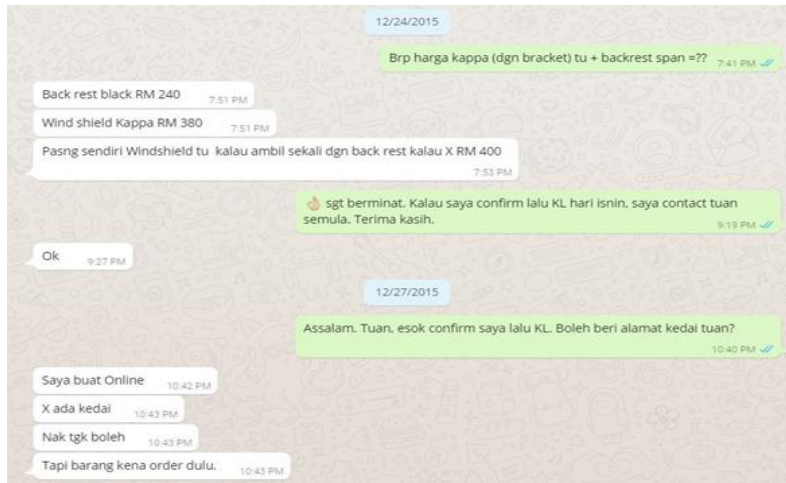 12/24/2015
Brp harga kappa (dgn bracket) tu + backrest span =??
7:41 PM
Back rest black RM 240
7:51 PM
Wind shield Kappa RM 380
7:51 PM
Pasng sendiri Windshield tu kalau ambil sekali dgn back rest kalau X RM 400
7:53 PM
👌 sgt berminat. Kalau saya confirm lalu KL hari isnin, saya contact tuan
semula. Terima kasih.
9:19 PM
Ok
9:27 PM
12/27/2015
Assalam. Tuan, esok confirm saya lalu KL. Boleh beri alamat kedai tuan?
10:40 PM
Saya buat Online
10:42 PM
X ada kedai
10:43 PM
Nak tgk boleh
10:43 PM
Tapi barang kena order dulu.
10:43 PM